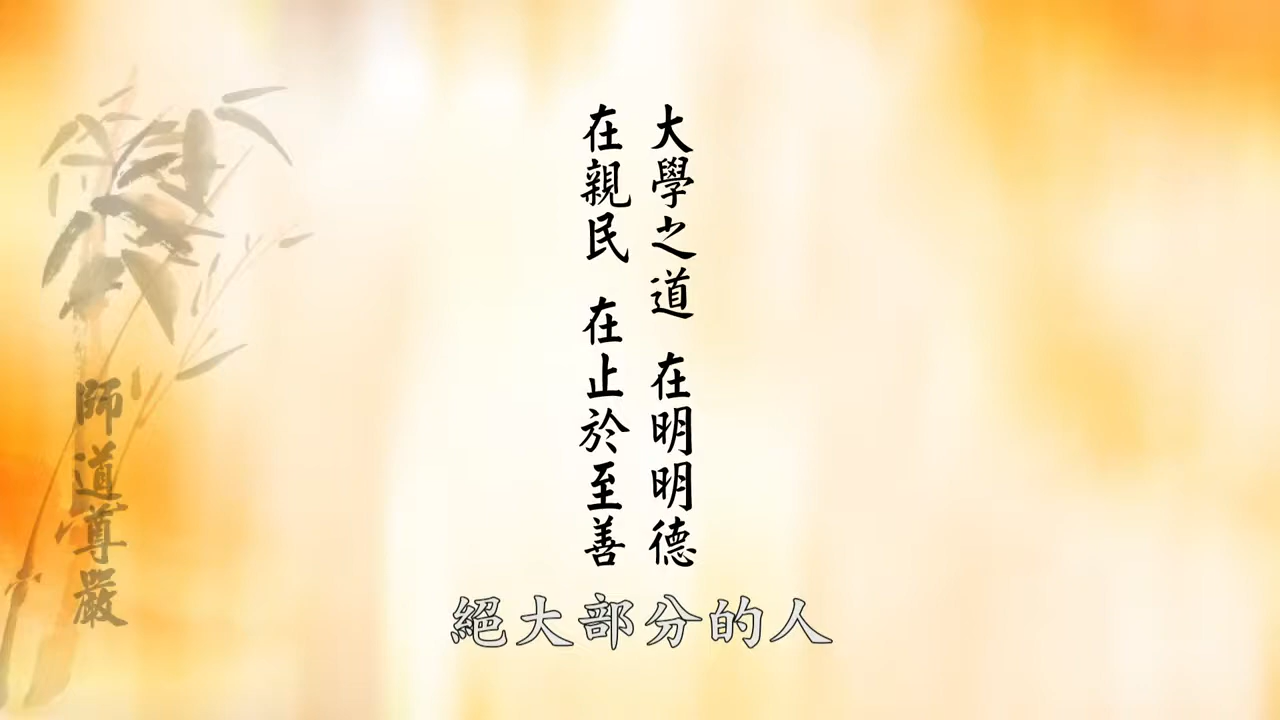 大學之道 在明明德
在親民 在止於至善
師道尊嚴
絕大部分的人